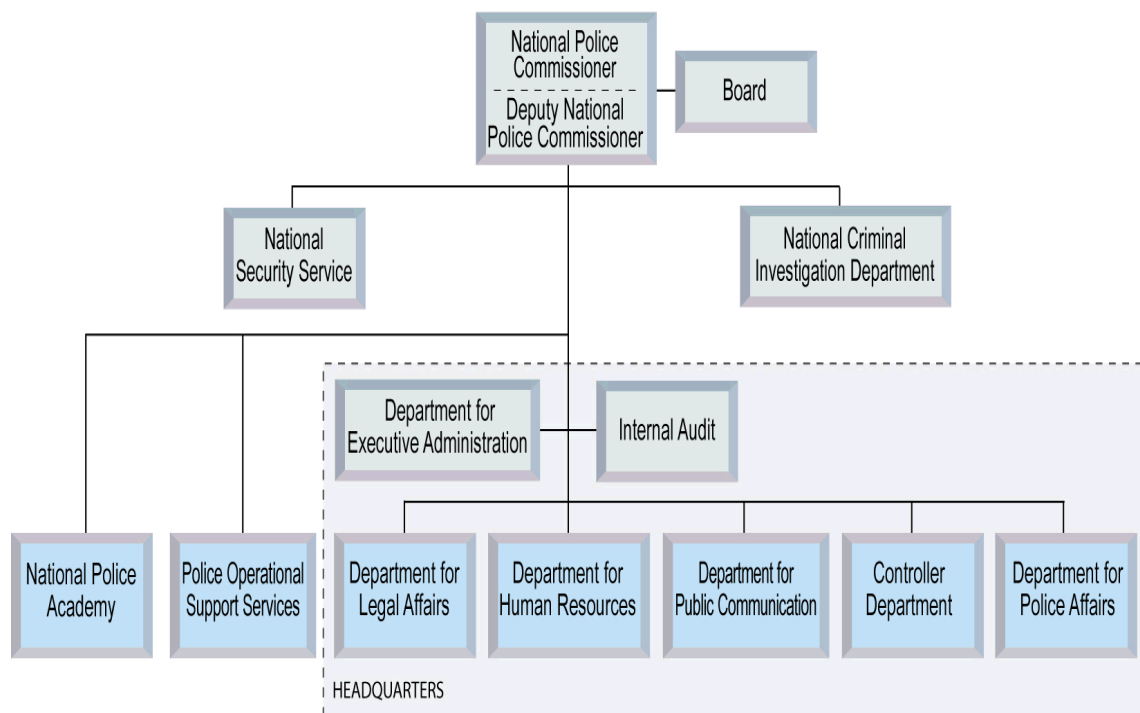 National Police
Commissioner
Deputy National
Police Commissioner
Board
National
Security Service
National Criminal
Investigation Department
Department for
Executive Administration
Internal Audit
National Police
Academy
Police Operational
Support Services
Department for
Legal Affairs
Department for
Human Resources
Department for
Public Communication
Controller
Department
Department for
Police Affairs
HEADQUARTERS